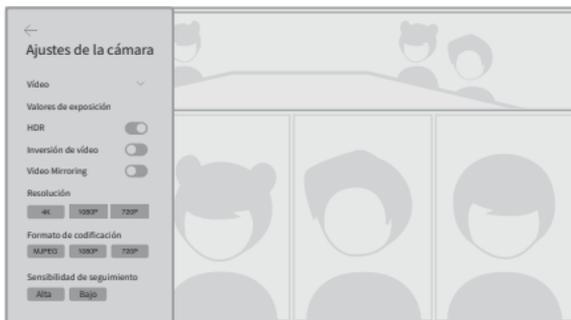 Ajustes de la cámara
Vídeo
Valores de exposición
HDR
Inversión de vídeo
Video Mirroring
Resolución
4K 1080P 720P
Formato de codificación
MJPEG 1080P 720P
Sensibilidad de seguimiento
Alta Bajo